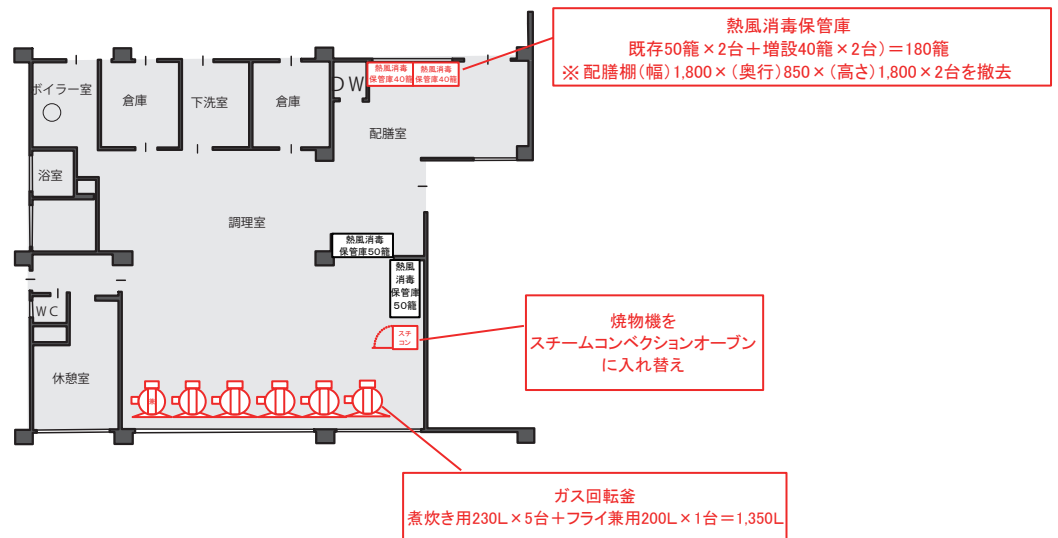 熱風消毒保管庫
既存50籠×2台＋増設40籠×2台)＝180籠
※配膳棚(幅)1,800×(奥行)850×(高さ)1,800×2台を撤去
熱風消毒
保管庫40籠
熱風消毒
保管庫40籠
ボイラー室
倉庫
下洗室
倉庫
DW
配膳室
浴室
調理室
熱風消毒
保管庫50籠
熱風
消毒
保管庫
50籠
WC
スチ
コン
焼物機を
スチームコンベクションオーブン
に入れ替え
休憩室
ガス回転釜
煮炊き用230L×5台＋フライ兼用200L×1台＝1,350L